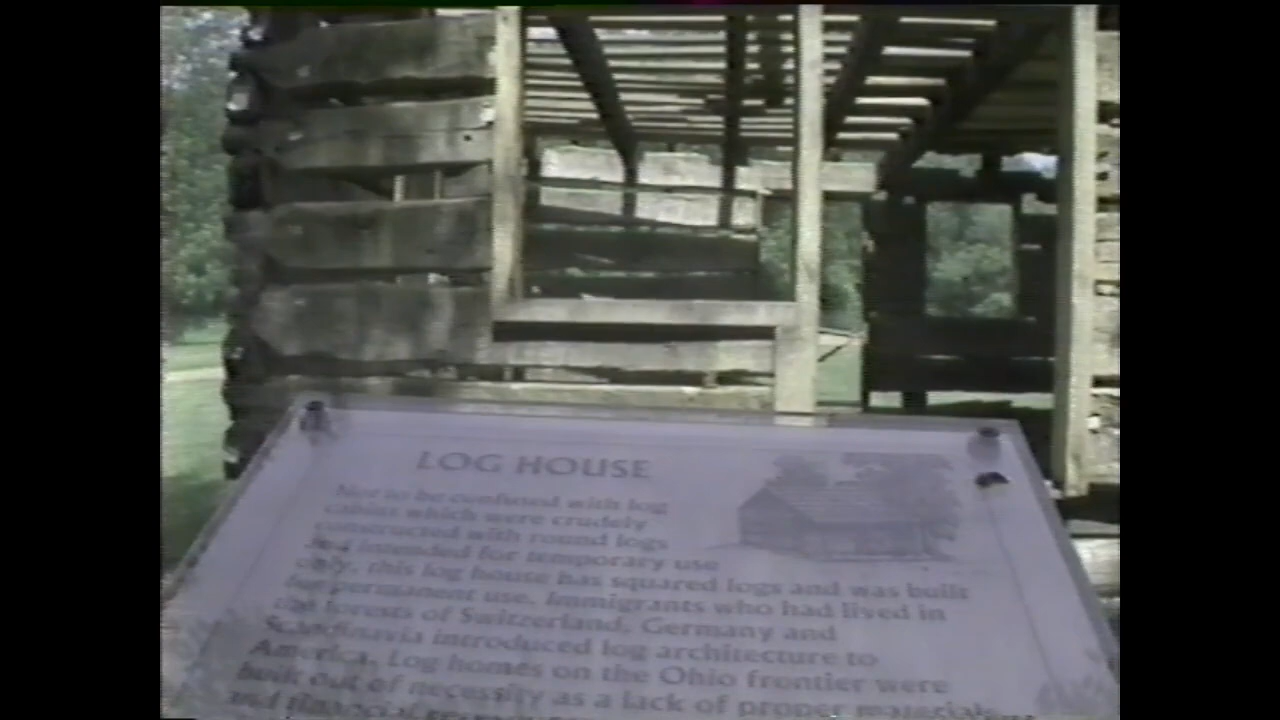 LOG HOUSE
Not to be confused with log
cabins which were crudely
constructed with round logs
and intended for temporary use
only, this log house has squared logs and was built
for permanent use. Immigrants who had lived in
the forests of Switzerland, Germany and
Scandinavia introduced log architecture to
America. Log homes on the Ohio frontier were
built out of necessity as a lack of proper materials
and financial